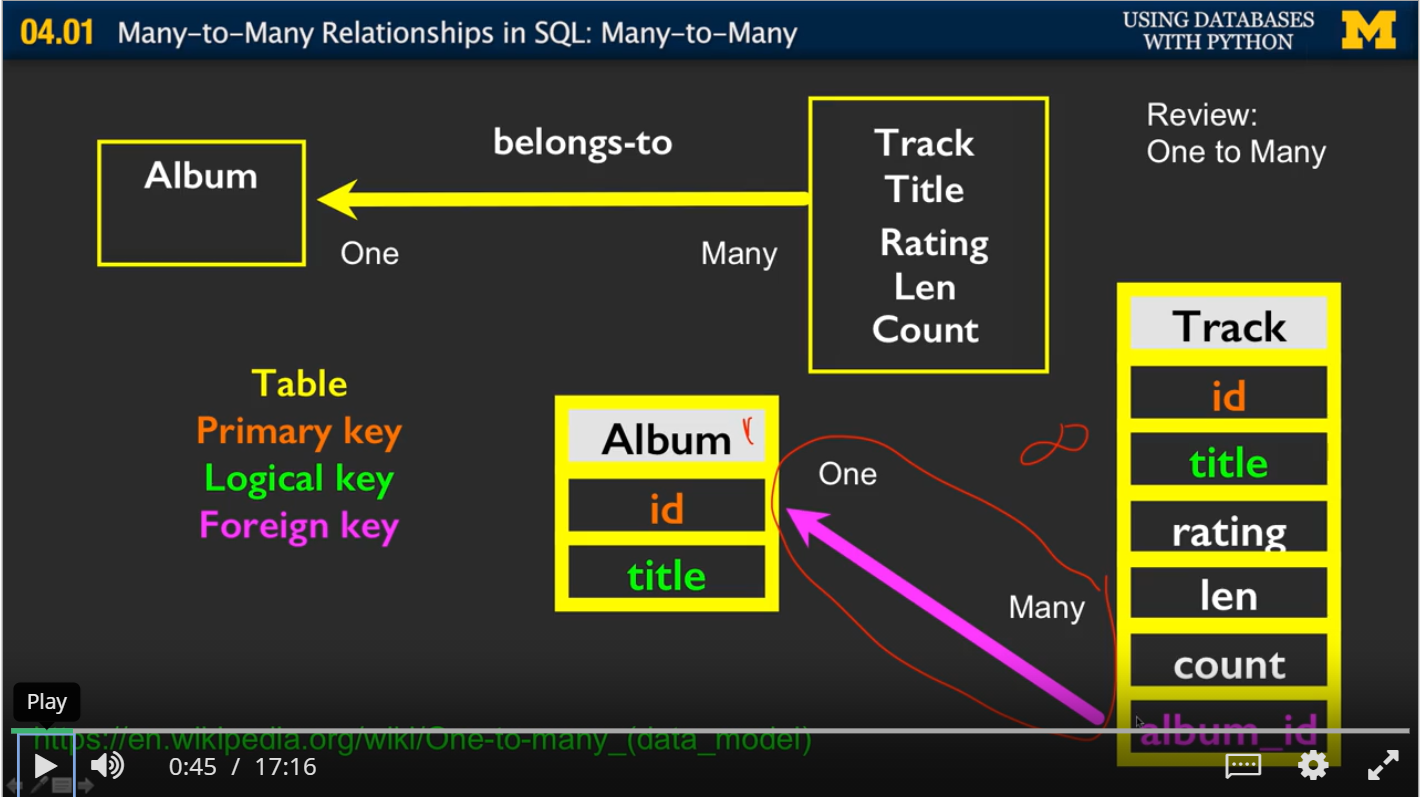 04.01 Many-to-Many Relationships in SQL: Many-to-Many
USING DATABASES
WITH PYTHON
M
Review:
One to Many
Album
belongs-to
One
Many
Track
Title
Rating
Len
Count
Table
Primary key
Logical key
Foreign key
Album
id
title
One
Many
Track
id
title
rating
len
count
album_id
Play
https://en.wikipedia.org/wiki/One-to-many_(data_model)
0:45 / 17:16